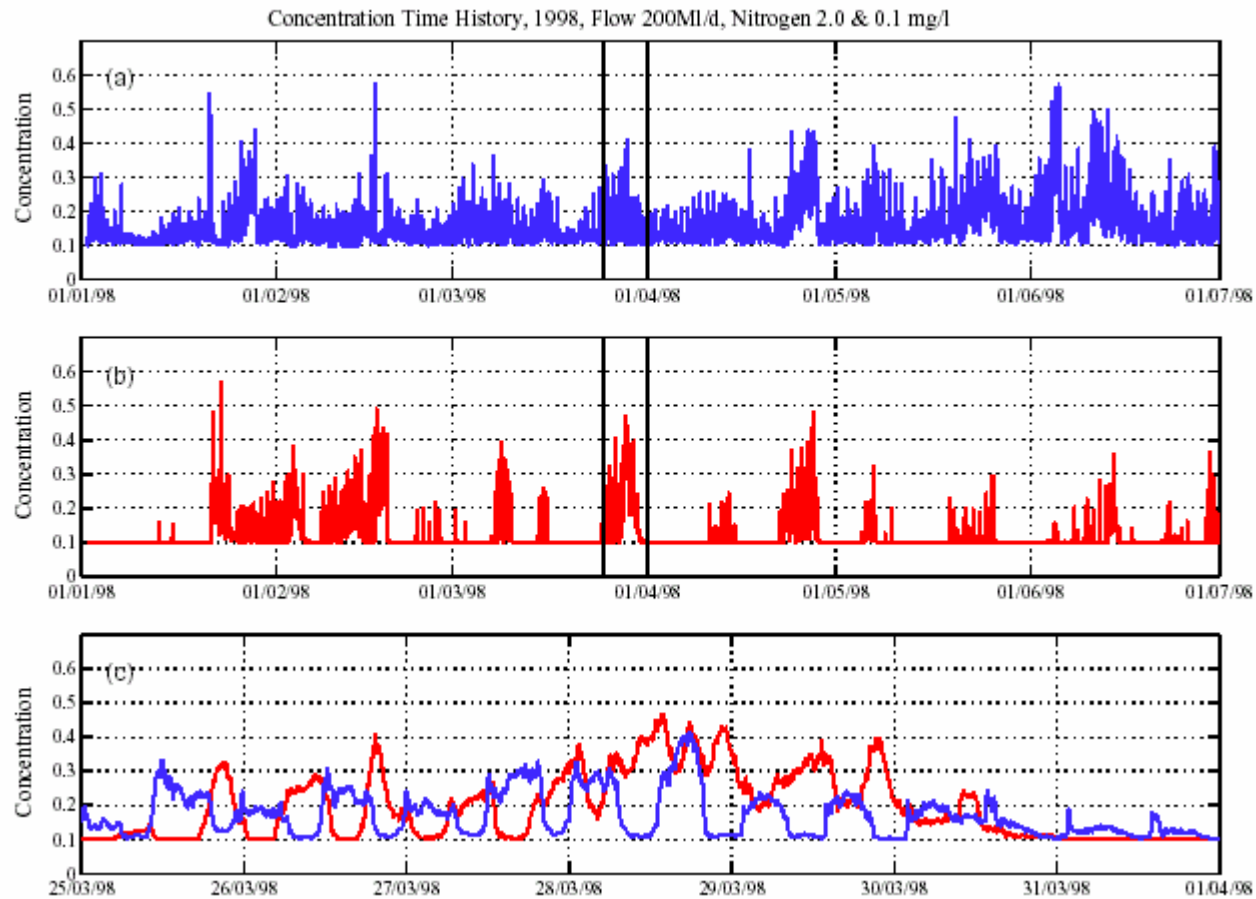 Concentration Time History, 1998, Flow 200Ml/d, Nitrogen 2.0 & 0.1 mg/l
(a)
Concentration
0.6
0.5
0.4
0.3
0.2
0.1
0
01/01/98 01/02/98 01/03/98 01/04/98 01/05/98 01/06/98 01/07/98
(b)
Concentration
0.6
0.5
0.4
0.3
0.2
0.1
0
01/01/98 01/02/98 01/03/98 01/04/98 01/05/98 01/06/98 01/07/98
(c)
Concentration
0.6
0.5
0.4
0.3
0.2
0.1
0
25/03/98 26/03/98 27/03/98 28/03/98 29/03/98 30/03/98 31/03/98 01/04/98